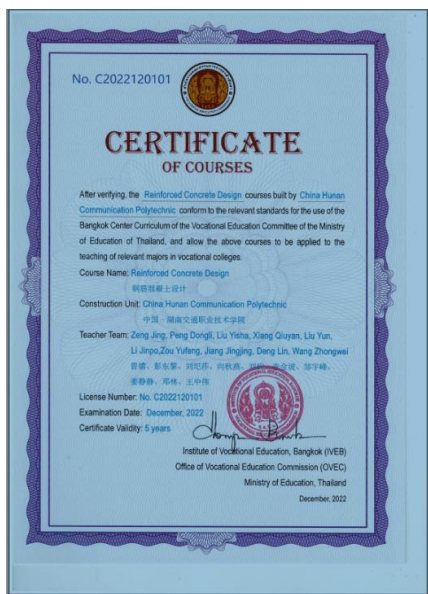 No. C2022120101
CERTIFICATE
OF COURSES
After verifying, the Reinforced Concrete Design courses built by China Hunan
Communication Polytechnic conform to the relevant standards for the use of the
Bangkok Center Curriculum of the Vocational Education Committee of the Ministry
of Education of Thailand, and allow the above courses to be applied to the
teaching of relevant majors in vocational colleges.
Course Name: Reinforced Concrete Design
钢筋混凝土设计
Construction Unit: China Hunan Communication Polytechnic
中国 湖南交通职业技术学院
Teacher Team: Zeng Jing, Peng Dongli, Liu Yisha, Xiang Qiuyan, Liu Yun,
Li Jinpo,Zou Yufeng, Jiang Jingjing, Deng Lin, Wang Zhongwei
彭东黎、向秋燕、李金坡、邹宇峰、
姜静静、邓林、王中伟
License Number: No. C2022120101
Examination Date: December, 2022
Certificate Validity: 5 years
Institute of Vocational Education, Bangkok (IVEB)
Office of Vocational Education Commission (OVEC)
Ministry of Education, Thailand
December, 2022